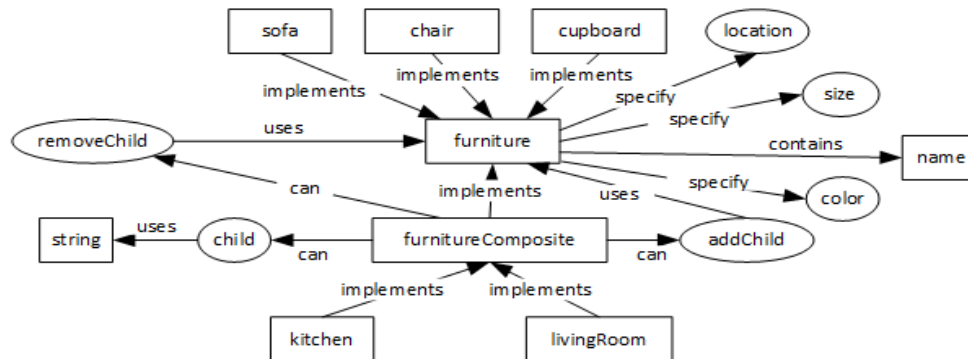 sofa
chair
cupboard
location
implements
implements
implements
specify
size
specify
removeChild
uses
furniture
contains
name
can
implements
uses
specify
color
string
uses
child
can
furnitureComposite
can
addChild
implements
implements
kitchen
livingRoom